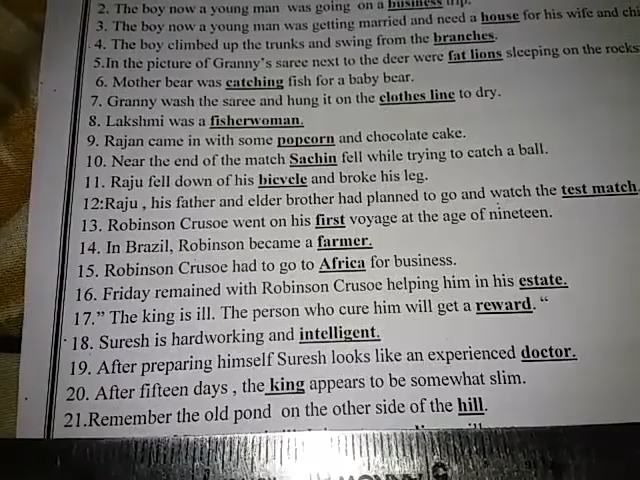 2. The boy now a young man was going on a business trip.
3. The boy now a young man was getting married and need a house for his wife and
4. The boy climbed up the trunks and swing from the branches.
5.In the picture of Granny's saree next to the deer were fat lions sleeping on the rocks
6. Mother bear was catching fish for a baby bear.
7. Granny wash the saree and hung it on the clothes line to dry.
8. Lakshmi was a fisherwoman.
9. Rajan came in with some popcorn and chocolate cake.
10. Near the end of the match Sachin fell while trying to catch a ball.
11. Raju fell down of his bicycle and broke his leg.
12:Raju , his father and elder brother had planned to go and watch the test match.
13. Robinson Crusoe went on his first voyage at the age of nineteen.
14. In Brazil, Robinson became a farmer.
15. Robinson Crusoe had to go to Africa for business.
16. Friday remained with Robinson Crusoe helping him in his estate.
17.” The king is ill. The person who cure him will get a reward. “
18. Suresh is hardworking and intelligent.
19. After preparing himself Suresh looks like an experienced doctor.
20. After fifteen days , the king appears to be somewhat slim.
21.Remember the old pond on the other side of the hill.